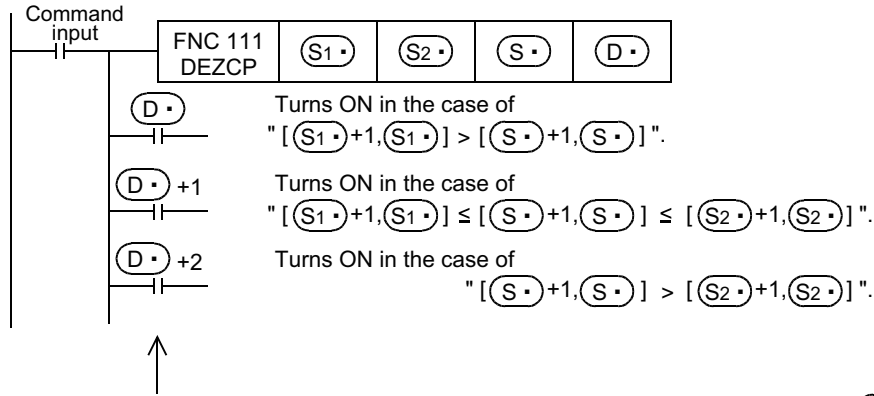 Command
input
FNC 111
DEZCP
S1 •
S2 •
S •
D •
D •
Turns ON in the case of
" [ S1 • +1, S1 • ] > [ S • +1, S • ] ".
D • +1
Turns ON in the case of
" [ S1 • +1, S1 • ] ≤ [ S • +1, S • ] ≤ [ S2 • +1, S2 • ] ".
D • +2
Turns ON in the case of
" [ S • +1, S • ] > [ S2 • +1, S2 • ] ".